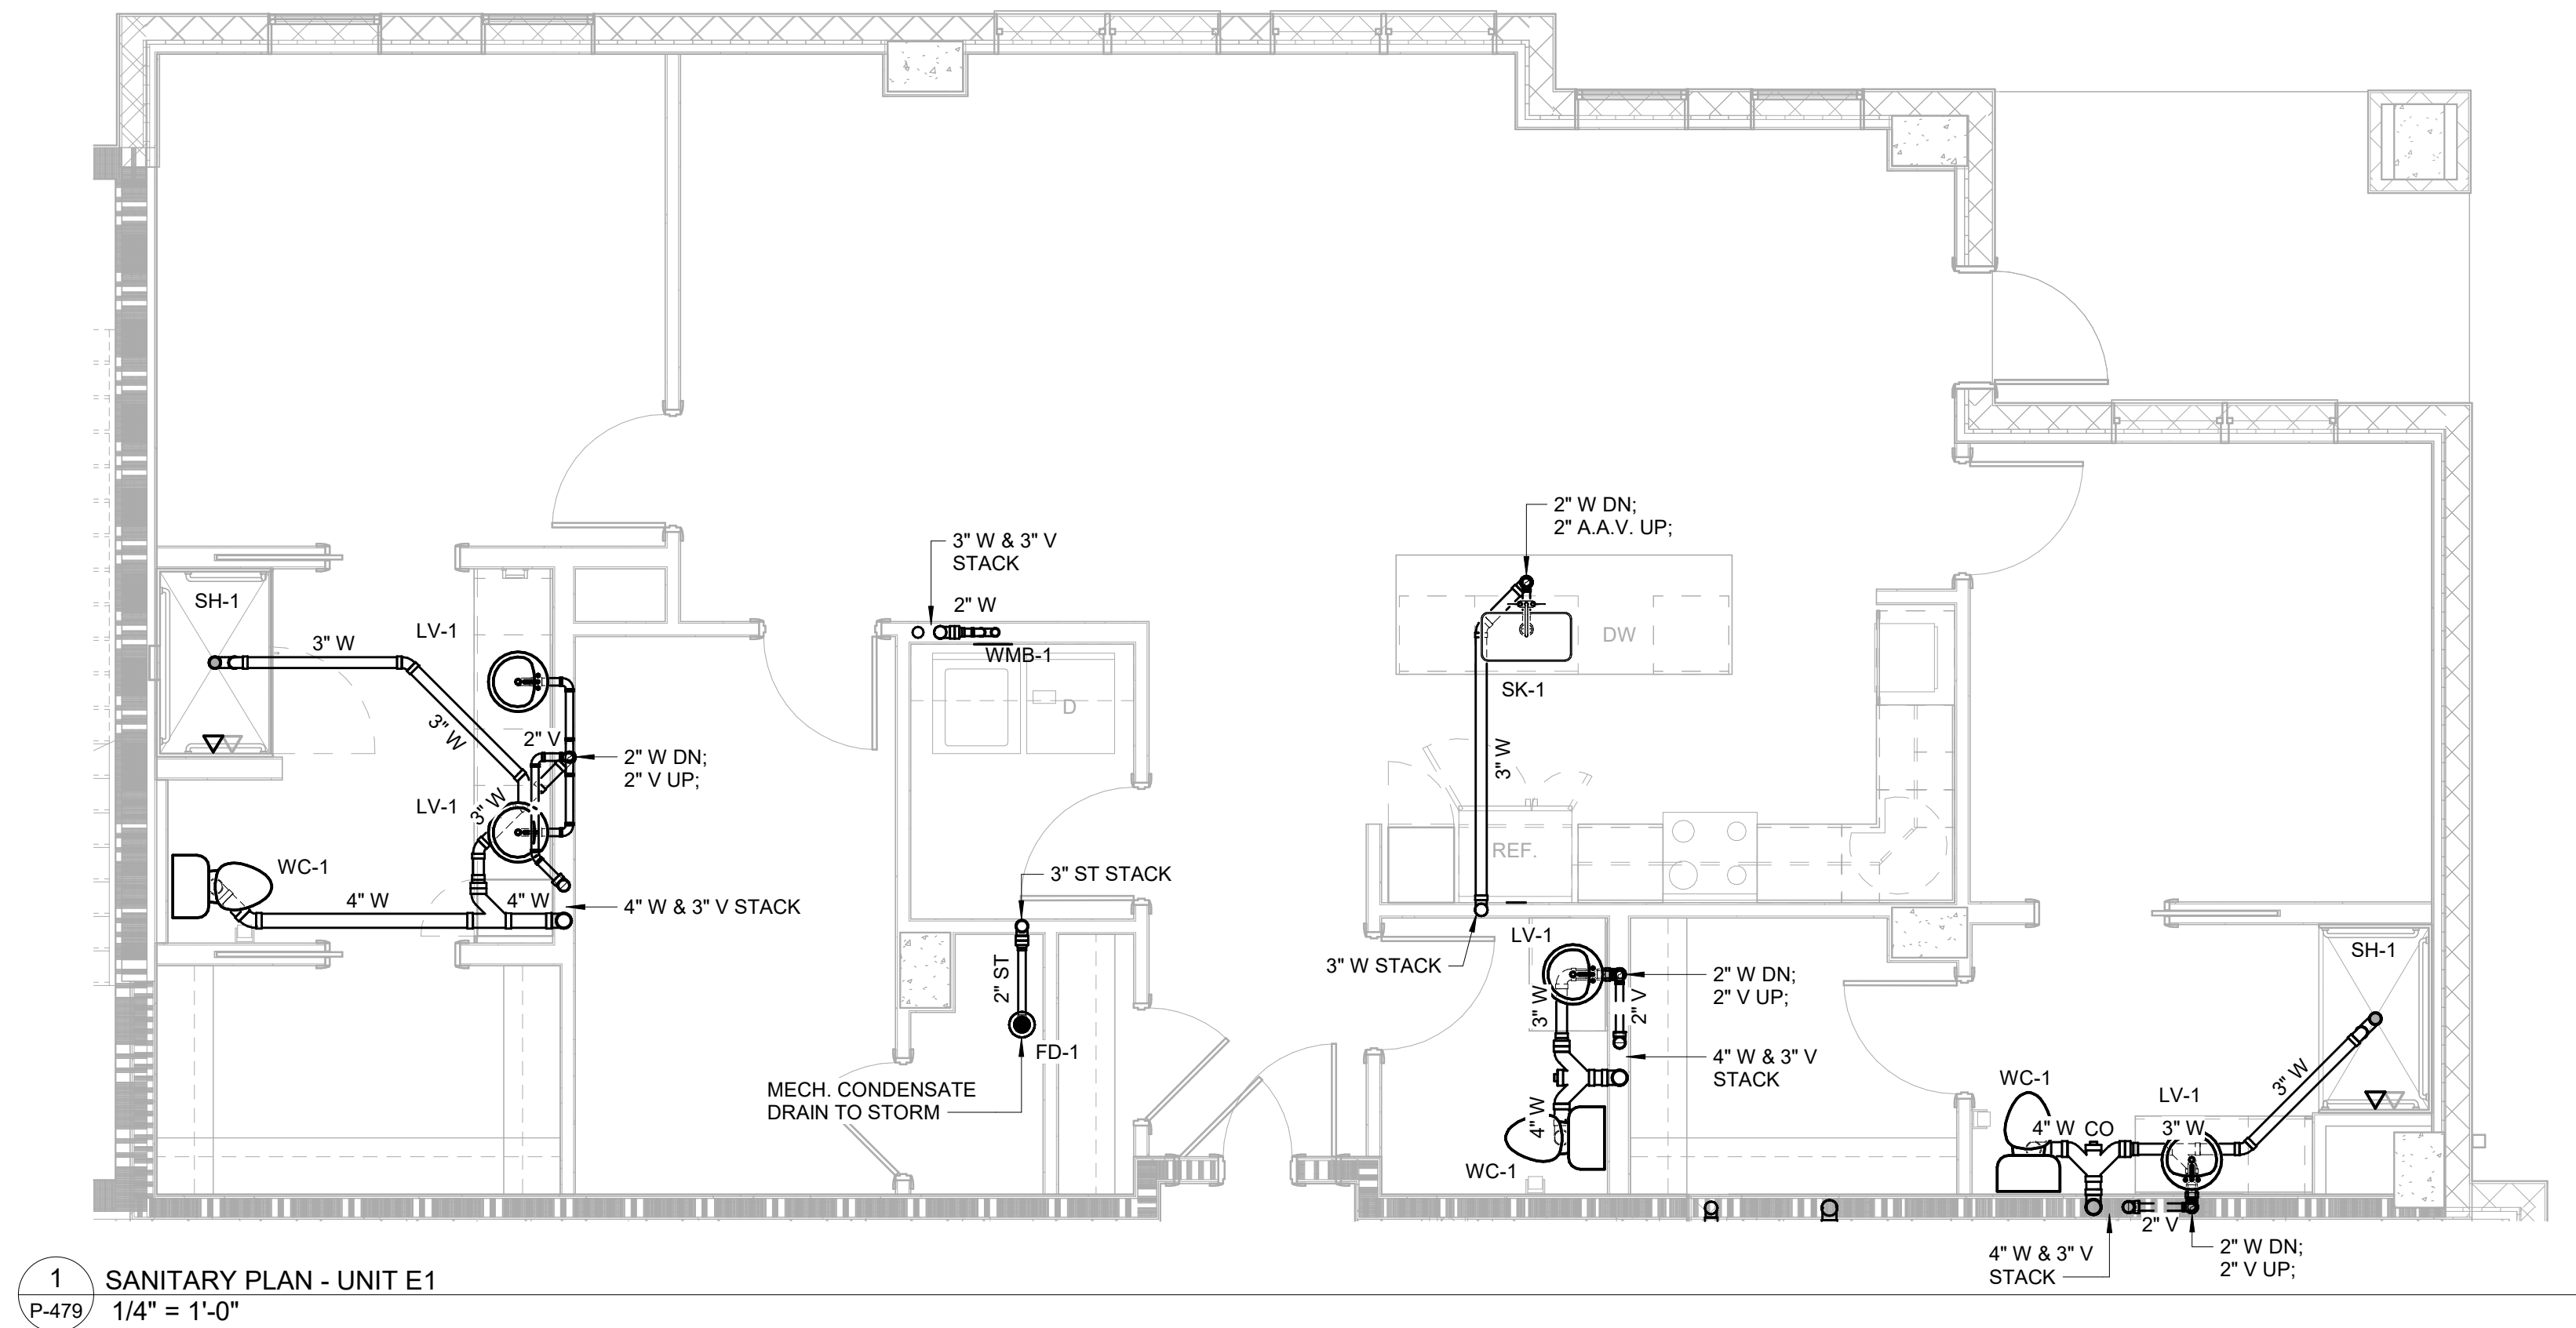 2" W DN;
2" A.A.V. UP;
3" W & 3" V
STACK
2" W
WMB-1
SH-1
3" W
LV-1
DW
SK-1
D
3" W
2" V
2" W DN;
2" V UP;
3" W
LV-1
3" W
REF.
WC-1
4" W
4" W
4" W & 3" V STACK
3" ST STACK
2" ST
FD-1
MECH. CONDENSATE
DRAIN TO STORM
3" W STACK
LV-1
3" W
2" W DN;
2" V UP;
2" V
4" W & 3" V
STACK
4" W
WC-1
SH-1
3" W
WC-1
LV-1
4" W
CO
3" W
2" V
4" W & 3" V
STACK
2" W DN;
2" V UP;
1
P-479
SANITARY PLAN - UNIT E1
1/4" = 1'-0"